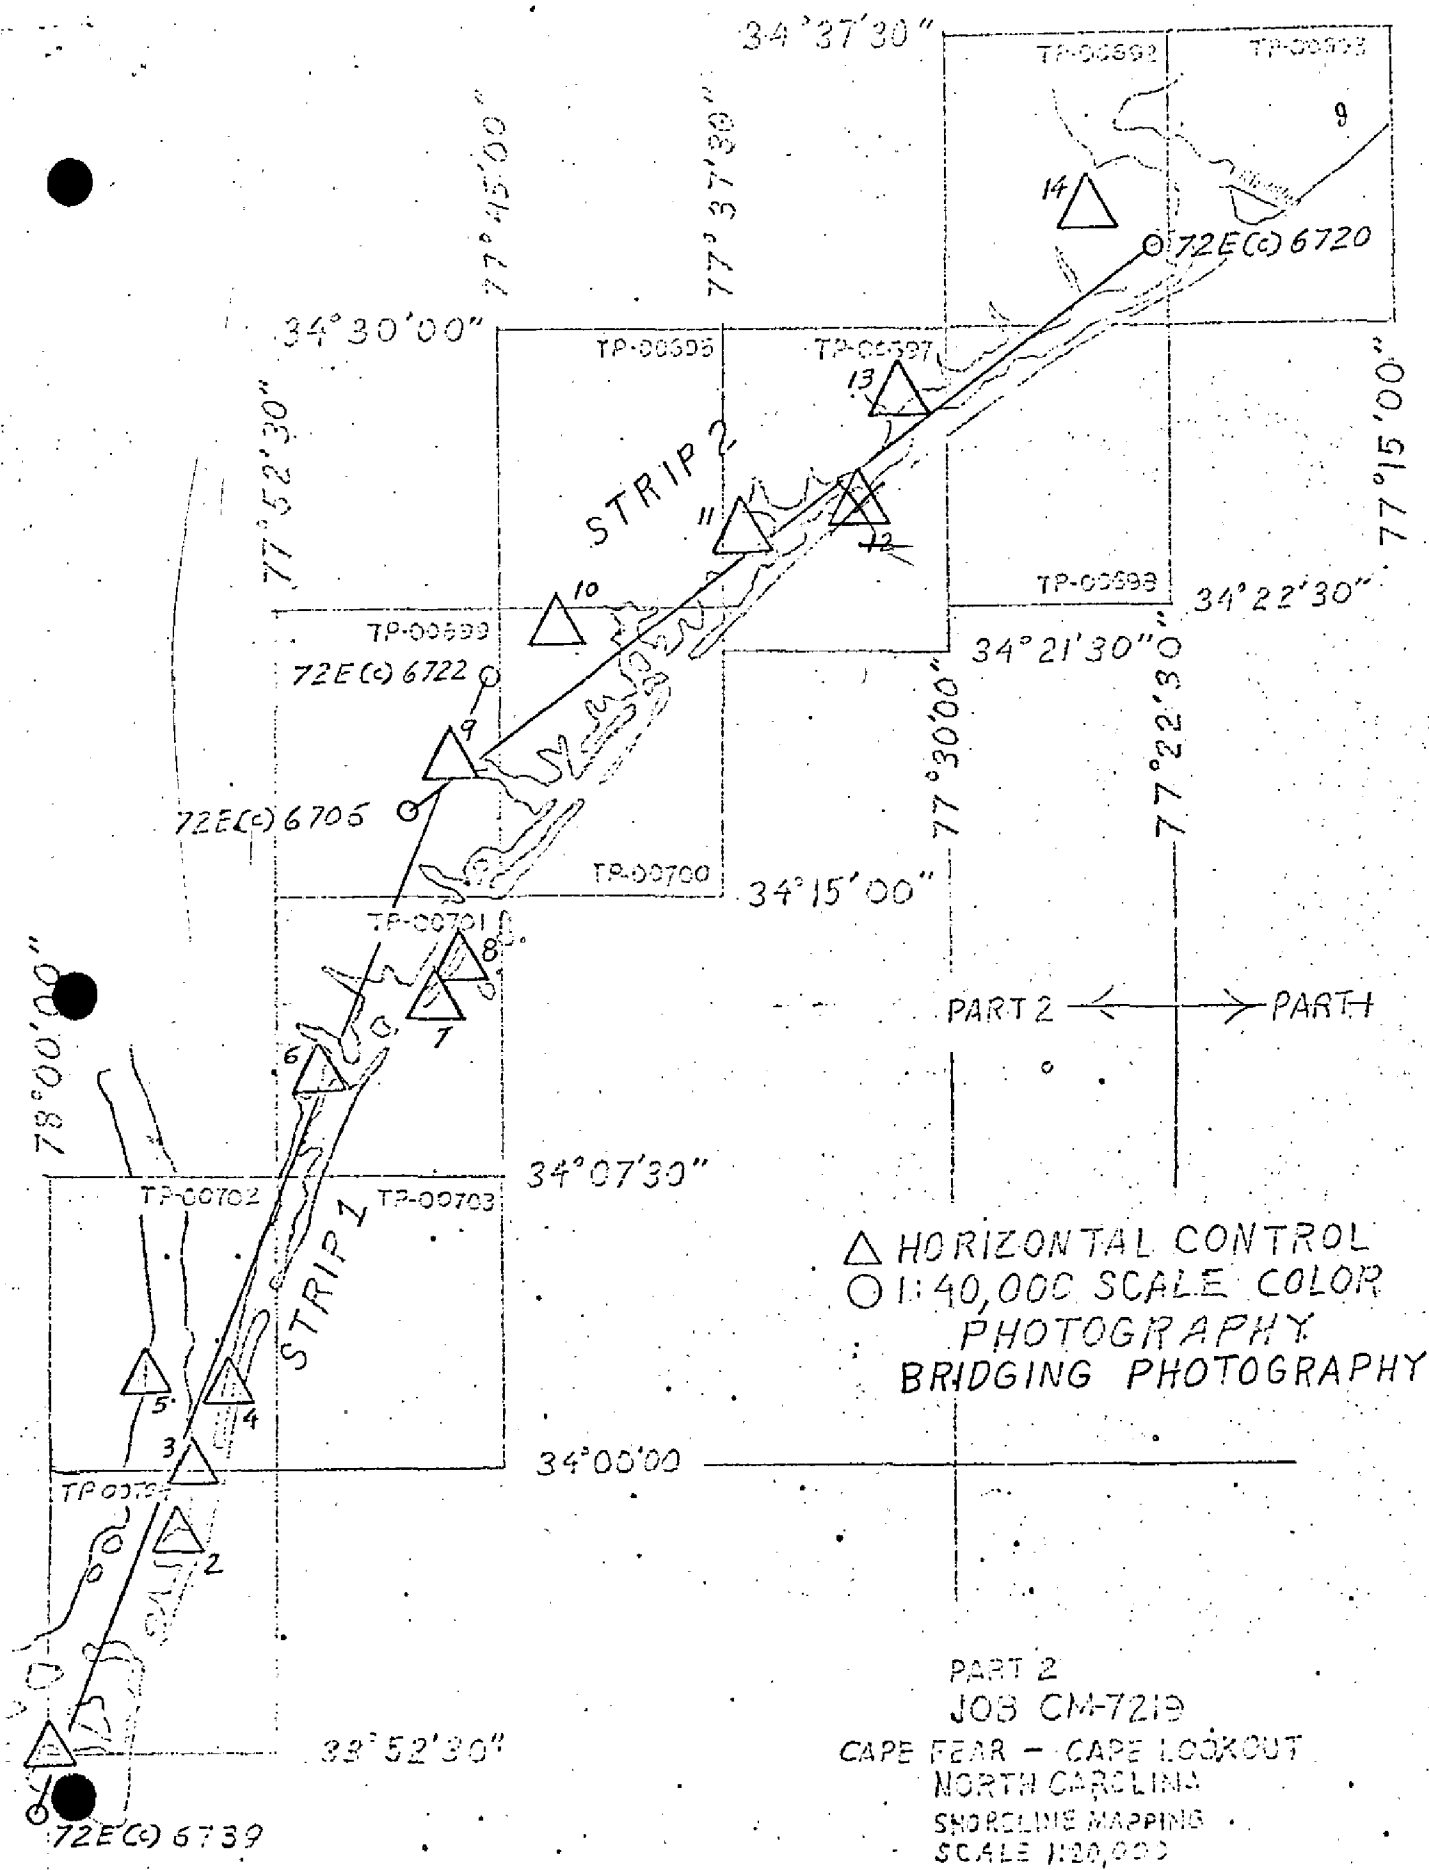 34°37'30"
TP-00692
TP-00693
9
77°45'00"
77°37'30"
14
72E(c)6720
34°30'00"
TP-00696
TP-00697
13
77°52'30"
STRIP 2
77°15'00"
11
12
TP-00698
34°22'30"
10
TP-00699
34°21'30"
72E(c)6722
9
77°30'00"
77°22'30"
72E(c)6705
TP-00700
34°15'00"
TP-00701
8
7
78°00'00"
PART 2
PART 1
6
34°07'30"
TP-00702
TP-00703
STRIP 1
△ HORIZONTAL CONTROL
○ 1:40,000 SCALE COLOR
PHOTOGRAPHY
BRIDGING PHOTOGRAPHY
5
4
3
34°00'00
2
PART 2
JOB CM-7219
CAPE FEAR - CAPE LOOKOUT
NORTH CAROLINA
SHORELINE MAPPING
SCALE 1:20,000
33°52'30"
72E(c)6739